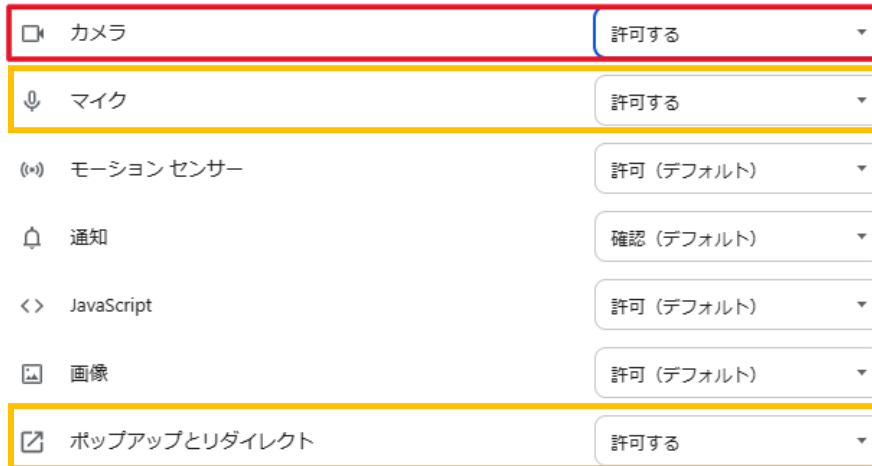 カメラ 許可する
マイク 許可する
モーション センサー 許可（デフォルト）
通知 確認（デフォルト）
JavaScript 許可（デフォルト）
画像 許可（デフォルト）
ポップアップとリダイレクト 許可する